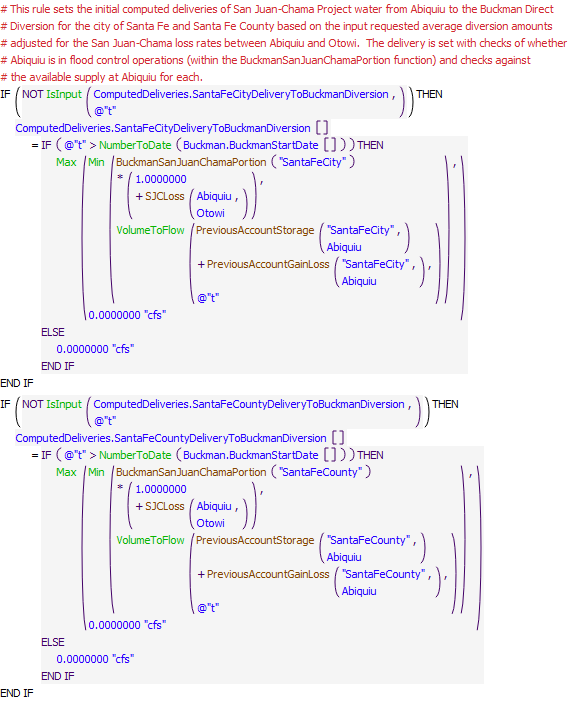 # This rule sets the initial computed deliveries of San Juan-Chama Project water from Abiquiu to the Buckman Direct
# Diversion for the city of Santa Fe and Santa Fe County based on the input requested average diversion amounts
# adjusted for the San Juan-Chama loss rates between Abiquiu and Otowi.  The delivery is set with checks of whether
# Abiquiu is in flood control operations (within the BuckmanSanJuanChamaPortion function) and checks against
# the available supply at Abiquiu for each.
IF ( NOT IsInput ( ComputedDeliveries.SantaFeCityDeliveryToBuckmanDiversion , ) ) THEN
@"t"
ComputedDeliveries.SantaFeCityDeliveryToBuckmanDiversion []
= IF ( @"t" > NumberToDate ( Buckman.BuckmanStartDate [] ) ) THEN
Max ( Min ( BuckmanSanJuanChamaPortion ( "SantaFeCity" ) ) , )
* ( 1.0000000 ) ,
+ SJCLoss ( Abiquiu , )
Otowi
VolumeToFlow ( PreviousAccountStorage ( "SantaFeCity" , )
Abiquiu
+ PreviousAccountGainLoss ( "SantaFeCity" , ) ,
Abiquiu
@"t"
0.0000000 "cfs"
ELSE
0.0000000 "cfs"
END IF
END IF
IF ( NOT IsInput ( ComputedDeliveries.SantaFeCountyDeliveryToBuckmanDiversion , ) ) THEN
@"t"
ComputedDeliveries.SantaFeCountyDeliveryToBuckmanDiversion []
= IF ( @"t" > NumberToDate ( Buckman.BuckmanStartDate [] ) ) THEN
Max ( Min ( BuckmanSanJuanChamaPortion ( "SantaFeCounty" ) ) , )
* ( 1.0000000 ) ,
+ SJCLoss ( Abiquiu , )
Otowi
VolumeToFlow ( PreviousAccountStorage ( "SantaFeCounty" , )
Abiquiu
+ PreviousAccountGainLoss ( "SantaFeCounty" , ) ,
Abiquiu
@"t"
0.0000000 "cfs"
ELSE
0.0000000 "cfs"
END IF
END IF